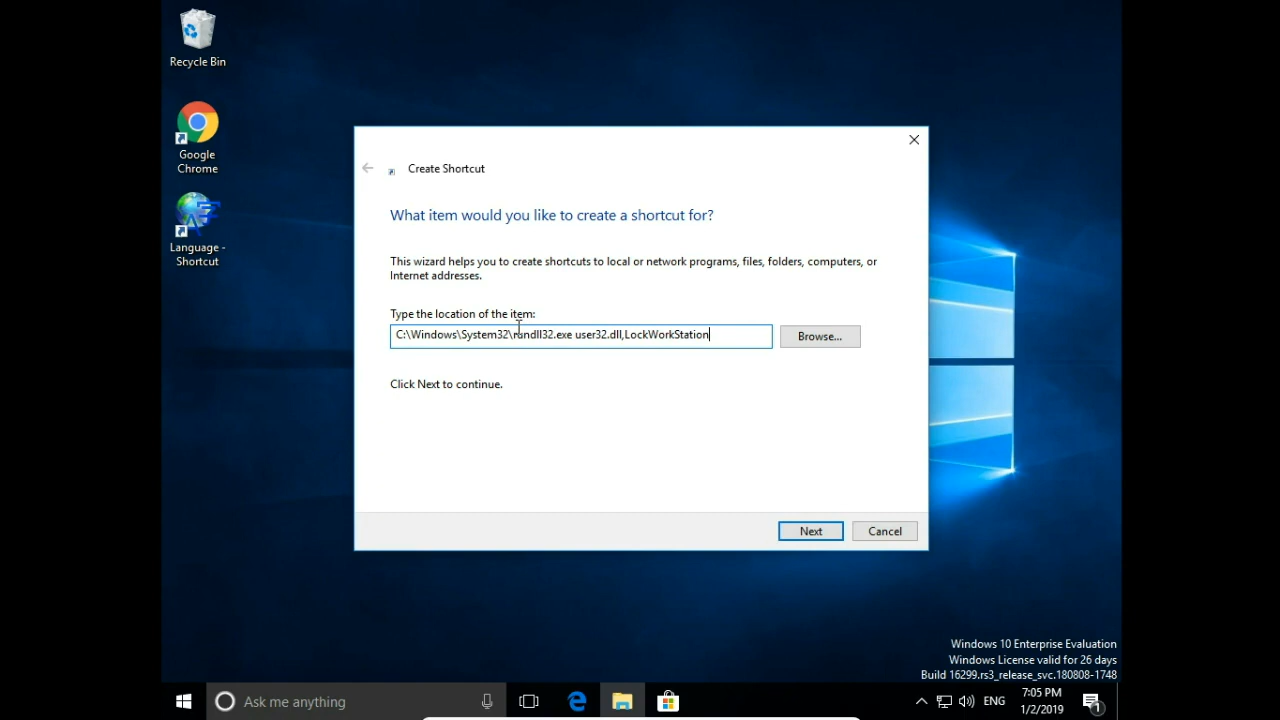 Recycle Bin
Google
Chrome
Language -
Shortcut
Create Shortcut
What item would you like to create a shortcut for?
This wizard helps you to create shortcuts to local or network programs, files, folders, computers, or
Internet addresses.
Type the location of the item:
C:\Windows\System32\rundll32.exe user32.dll,LockWorkStation
Browse...
Click Next to continue.
Next
Cancel
Windows 10 Enterprise Evaluation
Windows License valid for 26 days
Build 16299.rs3_release_svc.180808-1748
Ask me anything
ENG
7:05 PM
1/2/2019
1